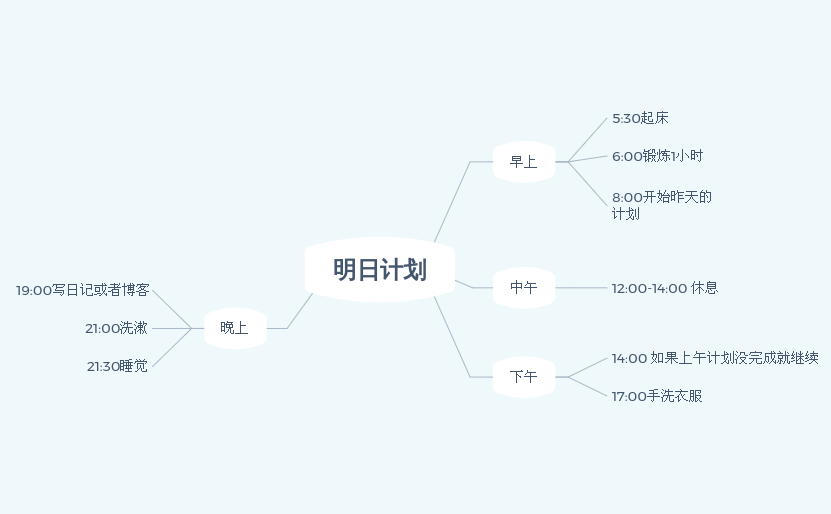 明日计划
早上
5:30起床
6:00锻炼1小时
8:00开始昨天的
计划
中午
12:00-14:00 休息
下午
14:00 如果上午计划没完成就继续
17:00手洗衣服
晚上
19:00写日记或者博客
21:00洗漱
21:30睡觉